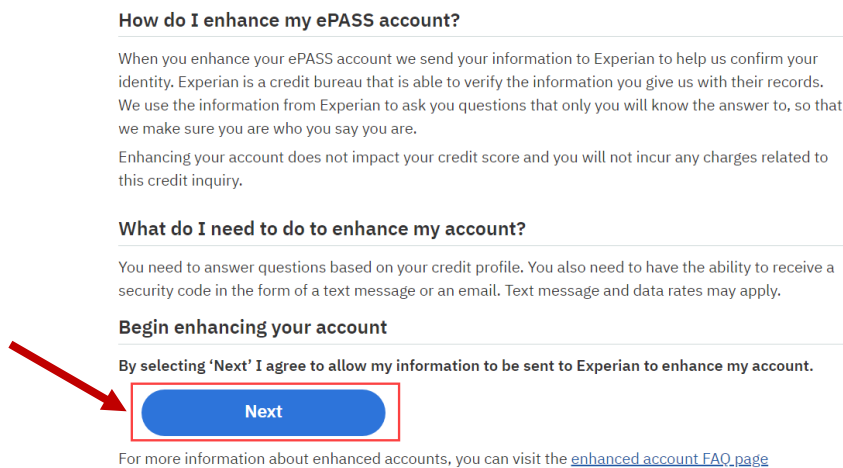 How do I enhance my ePASS account?
When you enhance your ePASS account we send your information to Experian to help us confirm your
identity. Experian is a credit bureau that is able to verify the information you give us with their records.
We use the information from Experian to ask you questions that only you will know the answer to, so that
we make sure you are who you say you are.
Enhancing your account does not impact your credit score and you will not incur any charges related to
this credit inquiry.
What do I need to do to enhance my account?
You need to answer questions based on your credit profile. You also need to have the ability to receive a
security code in the form of a text message or an email. Text message and data rates may apply.
Begin enhancing your account
By selecting ‘Next’ I agree to allow my information to be sent to Experian to enhance my account.
Next
For more information about enhanced accounts, you can visit the enhanced account FAQ page